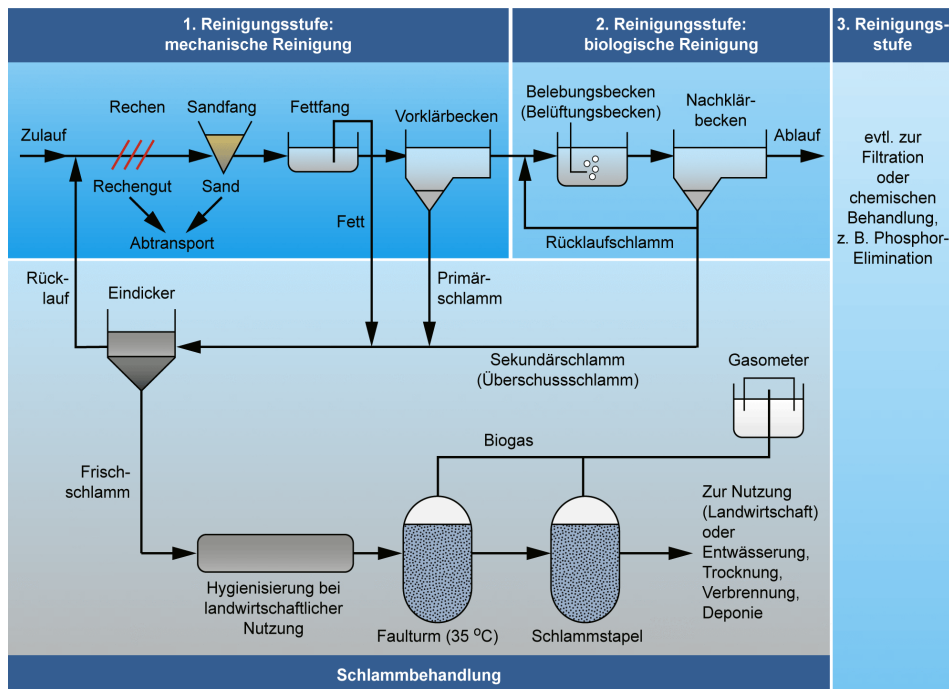 1. Reinigungsstufe:
mechanische Reinigung
2. Reinigungsstufe:
biologische Reinigung
3. Reinigungs-
stufe
Zulauf
Rechen
Sandfang
Fettfang
Vorklärbecken
Rechengut
Sand
Abtransport
Fett
Belebungsbecken
(Belüftungsbecken)
Nachklär-
becken
Ablauf
Rücklaufschlamm
evtl. zur
Filtration
oder
chemischen
Behandlung,
z. B. Phosphor-
Elimination
Rück-
lauf
Eindicker
Primär-
schlamm
Sekundärschlamm
(Überschussschlamm)
Gasometer
Biogas
Frisch-
schlamm
Hygienisierung bei
landwirtschaftlicher
Nutzung
Faulturm (35 °C)
Schlammstapel
Zur Nutzung
(Landwirtschaft)
oder
Entwässerung,
Trocknung,
Verbrennung,
Deponie
Schlammbehandlung